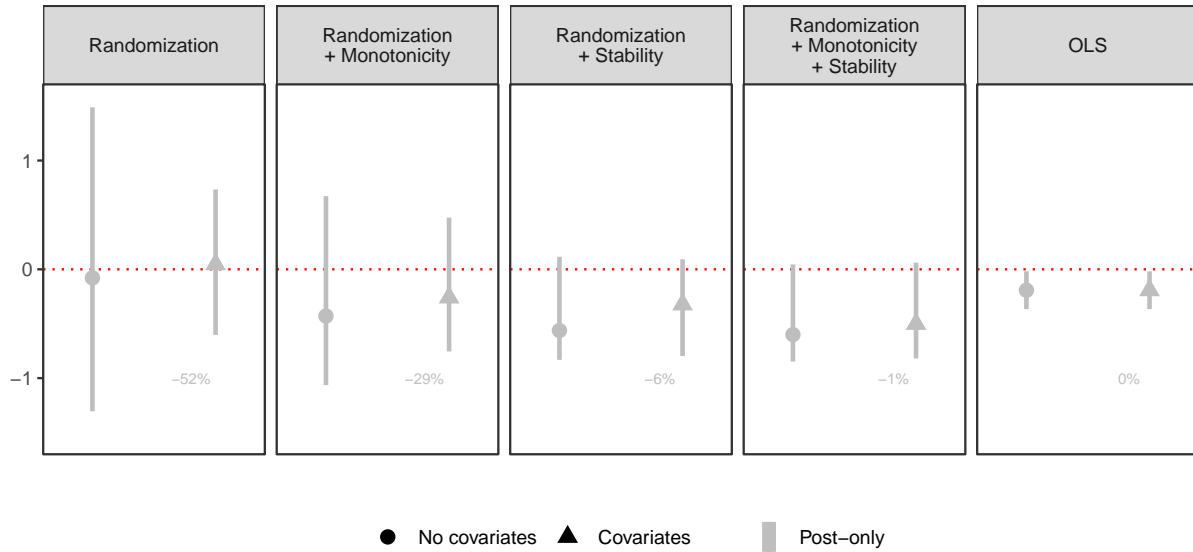 Randomization
Randomization
+ Monotonicity
Randomization
+ Stability
Randomization
+ Monotonicity
+ Stability
OLS
1
0
−1
−52%
−29%
−6%
−1%
0%
No covariates
Covariates
Post−only